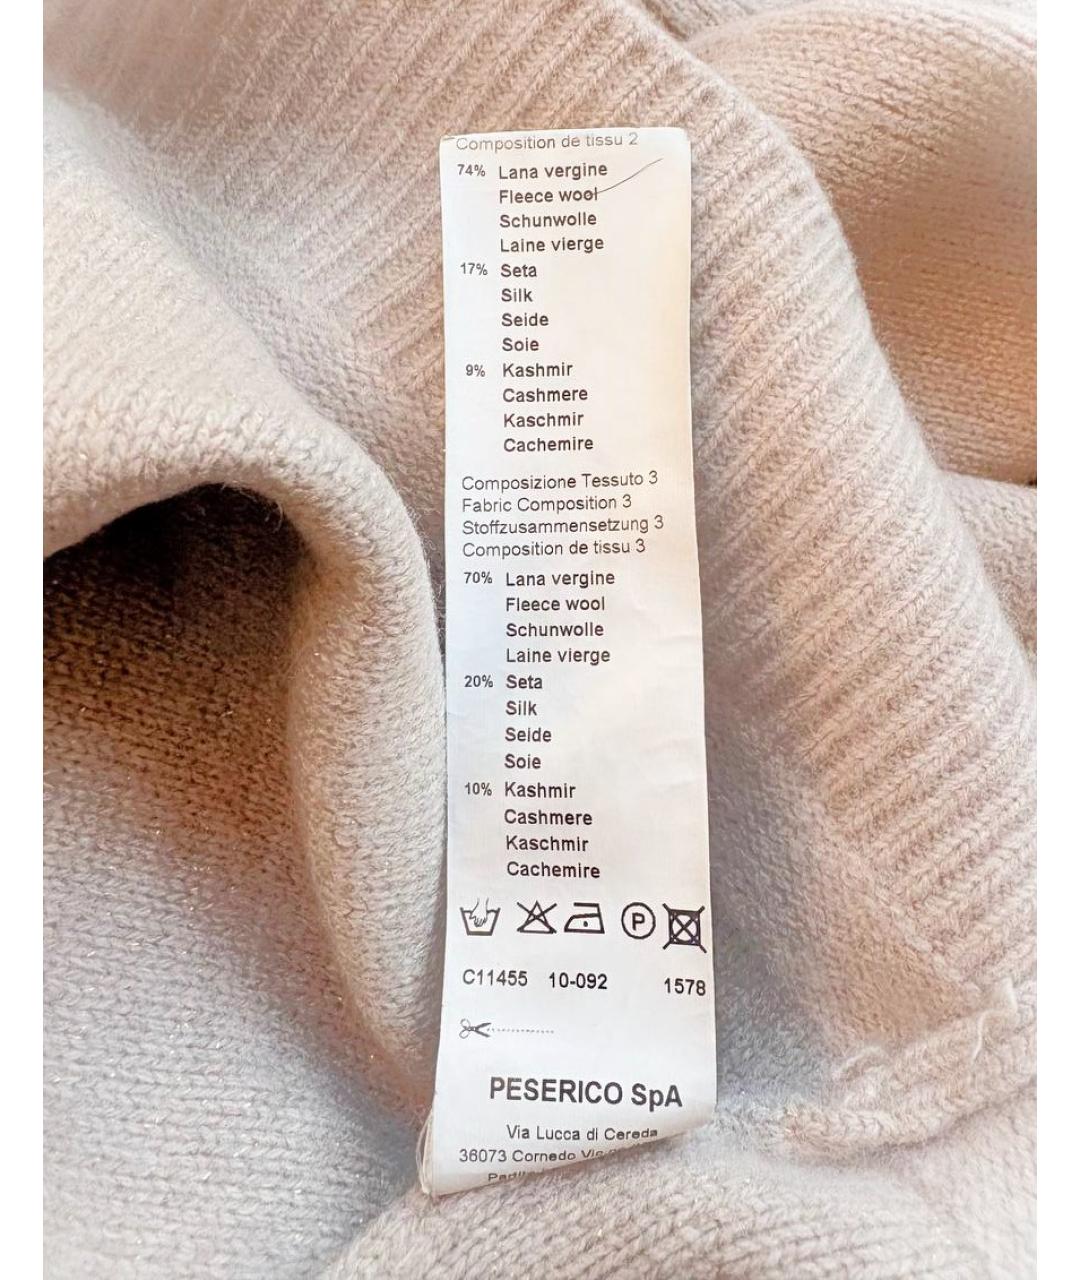 Composition de tissu 2
74% Lana vergine
Fleece wool
Schunwolle
Laine vierge
17% Seta
Silk
Seide
Soie
9% Kashmir
Cashmere
Kaschmir
Cachemire
Composizione Tessuto 3
Fabric Composition 3
Stoffzusammensetzung 3
Composition de tissu 3
70% Lana vergine
Fleece wool
Schunwolle
Laine vierge
20% Seta
Silk
Seide
Soie
10% Kashmir
Cashmere
Kaschmir
Cachemire
P
C11455 10-092 1578
PESERICO SpA
Via Lucca di Cereda
36073 Cornedo